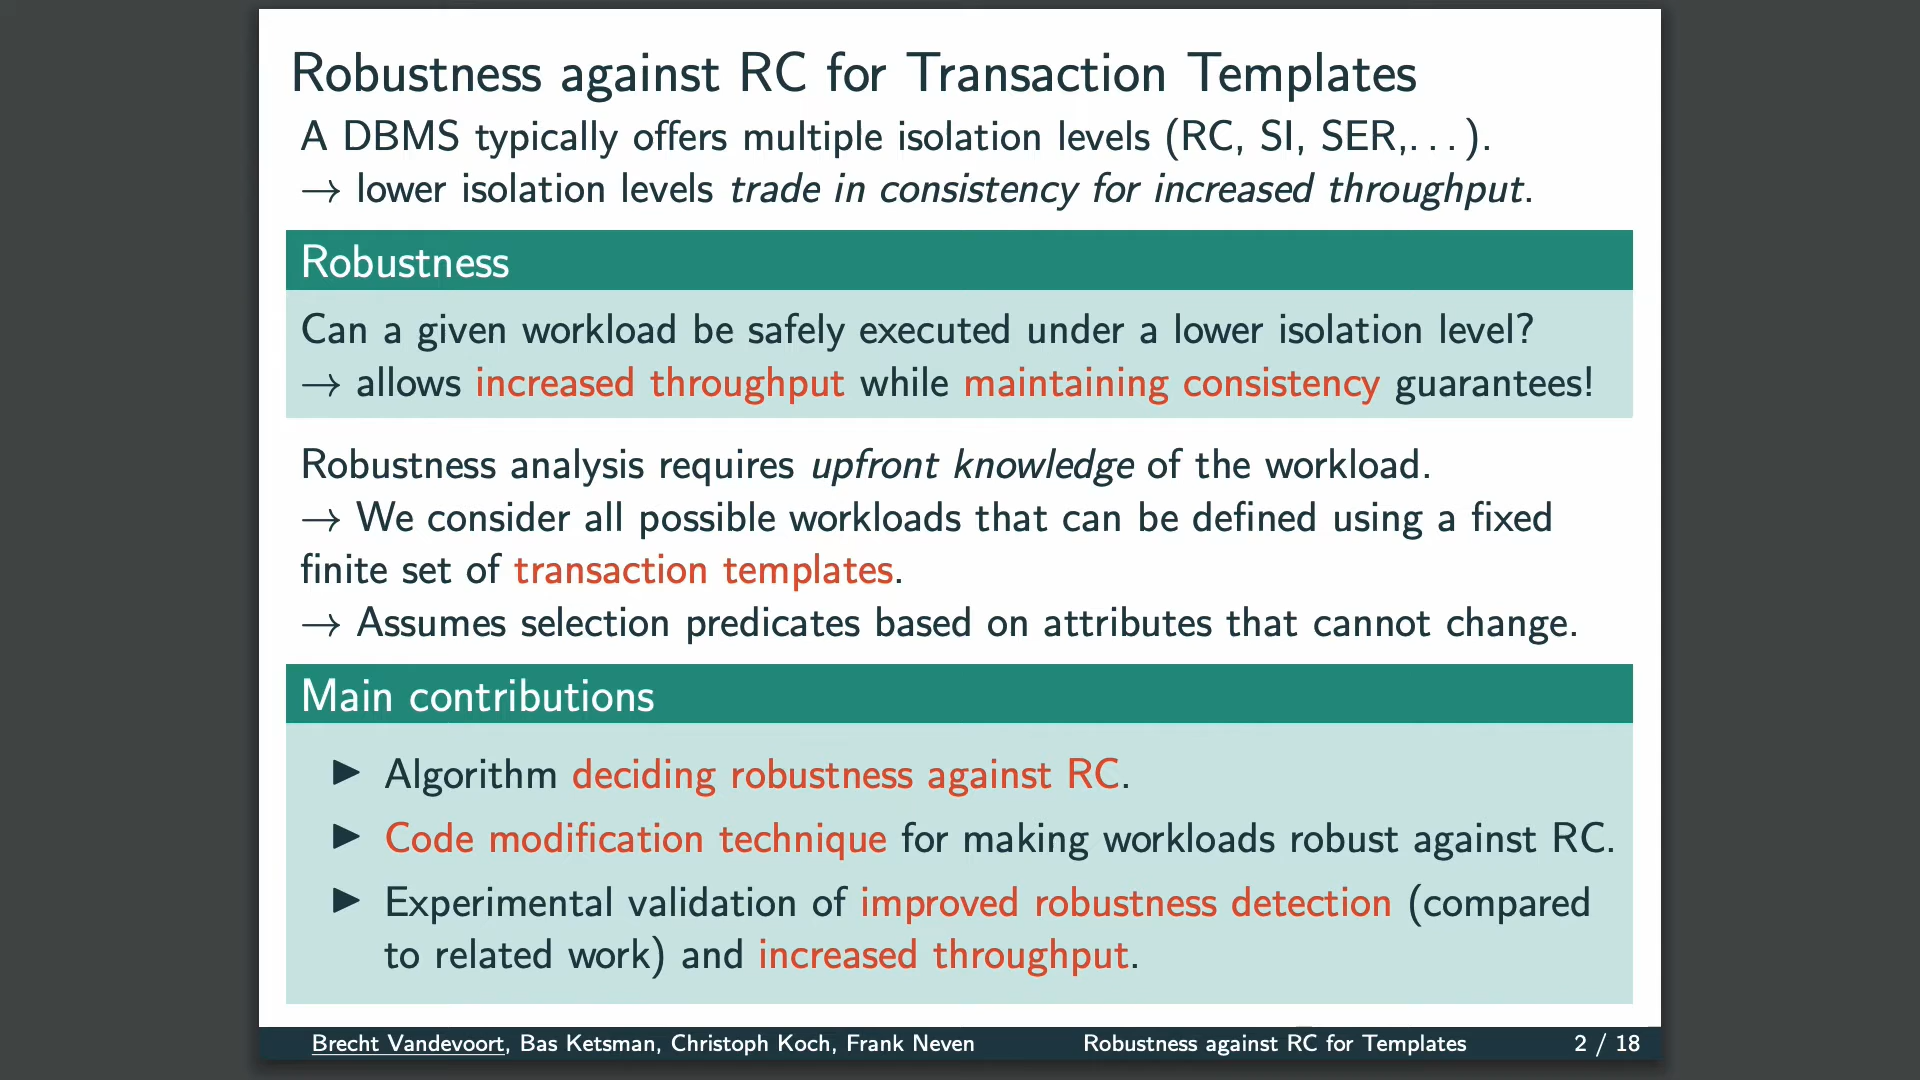 Robustness against RC for Transaction Templates
A DBMS typically offers multiple isolation levels (RC, SI, SER,...).
→ lower isolation levels trade in consistency for increased throughput.
Robustness
Can a given workload be safely executed under a lower isolation level?
→ allows increased throughput while maintaining consistency guarantees!
Robustness analysis requires upfront knowledge of the workload.
→ We consider all possible workloads that can be defined using a fixed
finite set of transaction templates.
→ Assumes selection predicates based on attributes that cannot change.
Main contributions
▶ Algorithm deciding robustness against RC.
▶ Code modification technique for making workloads robust against RC.
▶ Experimental validation of improved robustness detection (compared
to related work) and increased throughput.
Brecht Vandevoort, Bas Ketsman, Christoph Koch, Frank Neven Robustness against RC for Templates 2 / 18